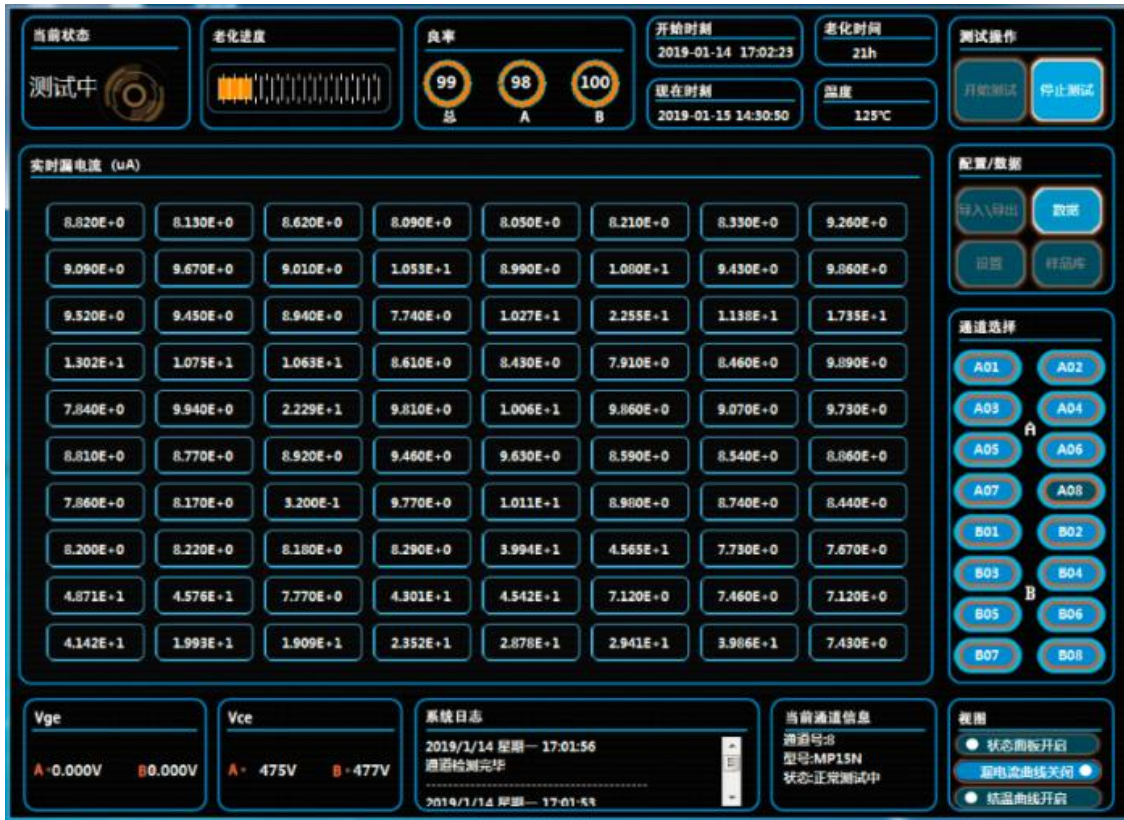 当前状态
测试中
老化进度
良率
99 98 100
总 A B
开始时刻
2019-01-14 17:02:23
老化时间
21h
现在时刻
2019-01-15 14:30:50
温度
125℃
测试操作
开始测试 停止测试
实时漏电流 (uA)
8.820E+0 8.130E+0 8.620E+0 8.090E+0 8.050E+0 8.210E+0 8.330E+0 9.260E+0
9.090E+0 9.670E+0 9.010E+0 1.053E+1 8.990E+0 1.080E+1 9.430E+0 9.860E+0
9.520E+0 9.450E+0 8.940E+0 7.740E+0 1.027E+1 2.255E+1 1.138E+1 1.735E+1
1.302E+1 1.075E+1 1.063E+1 8.610E+0 8.430E+0 7.910E+0 8.460E+0 9.890E+0
7.840E+0 9.940E+0 2.229E+1 9.810E+0 1.006E+1 9.860E+0 9.070E+0 9.730E+0
8.810E+0 8.770E+0 8.920E+0 9.460E+0 9.630E+0 8.590E+0 8.540E+0 8.860E+0
7.860E+0 8.170E+0 3.200E-1 9.770E+0 1.011E+1 8.980E+0 8.740E+0 8.440E+0
8.200E+0 8.220E+0 8.180E+0 8.290E+0 3.994E+1 4.565E+1 7.730E+0 7.670E+0
4.871E+1 4.576E+1 7.770E+0 4.301E+1 4.542E+1 7.120E+0 7.460E+0 7.120E+0
4.142E+1 1.993E+1 1.909E+1 2.352E+1 2.878E+1 2.941E+1 3.986E+1 7.430E+0
配置/数据
导入\导出 数据
设置 样品库
通道选择
A01 A02
A03 A04
A
A05 A06
A07 A08
B01 B02
B03 B04
B
B05 B06
B07 B08
Vge
A+0.000V B0.000V
Vce
A+ 475V B+477V
系统日志
2019/1/14 星期一 17:01:56
通道检测完毕
2019/1/14 星期一 17:01:53
当前通道信息
通道号:8
型号:MP15N
状态:正常测试中
视图
状态面板开启
漏电流曲线关闭
结温曲线开启